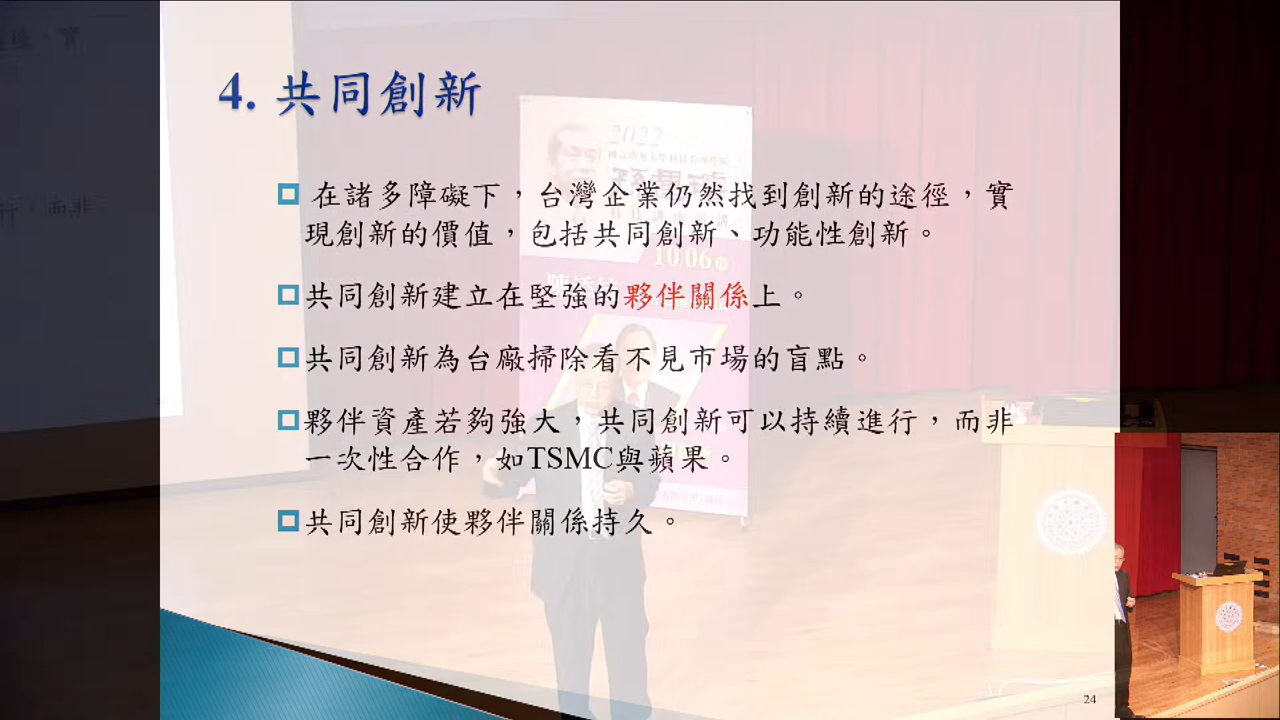 4. 共同創新
在諸多障礙下，台灣企業仍然找到創新的途徑，實
現創新的價值，包括共同創新、功能性創新。
共同創新建立在堅強的夥伴關係上。
共同創新為台廠掃除看不見市場的盲點。
夥伴資產若夠強大，共同創新可以持續進行，而非
一次性合作，如TSMC與蘋果。
共同創新使夥伴關係持久。
24
2022
10/06